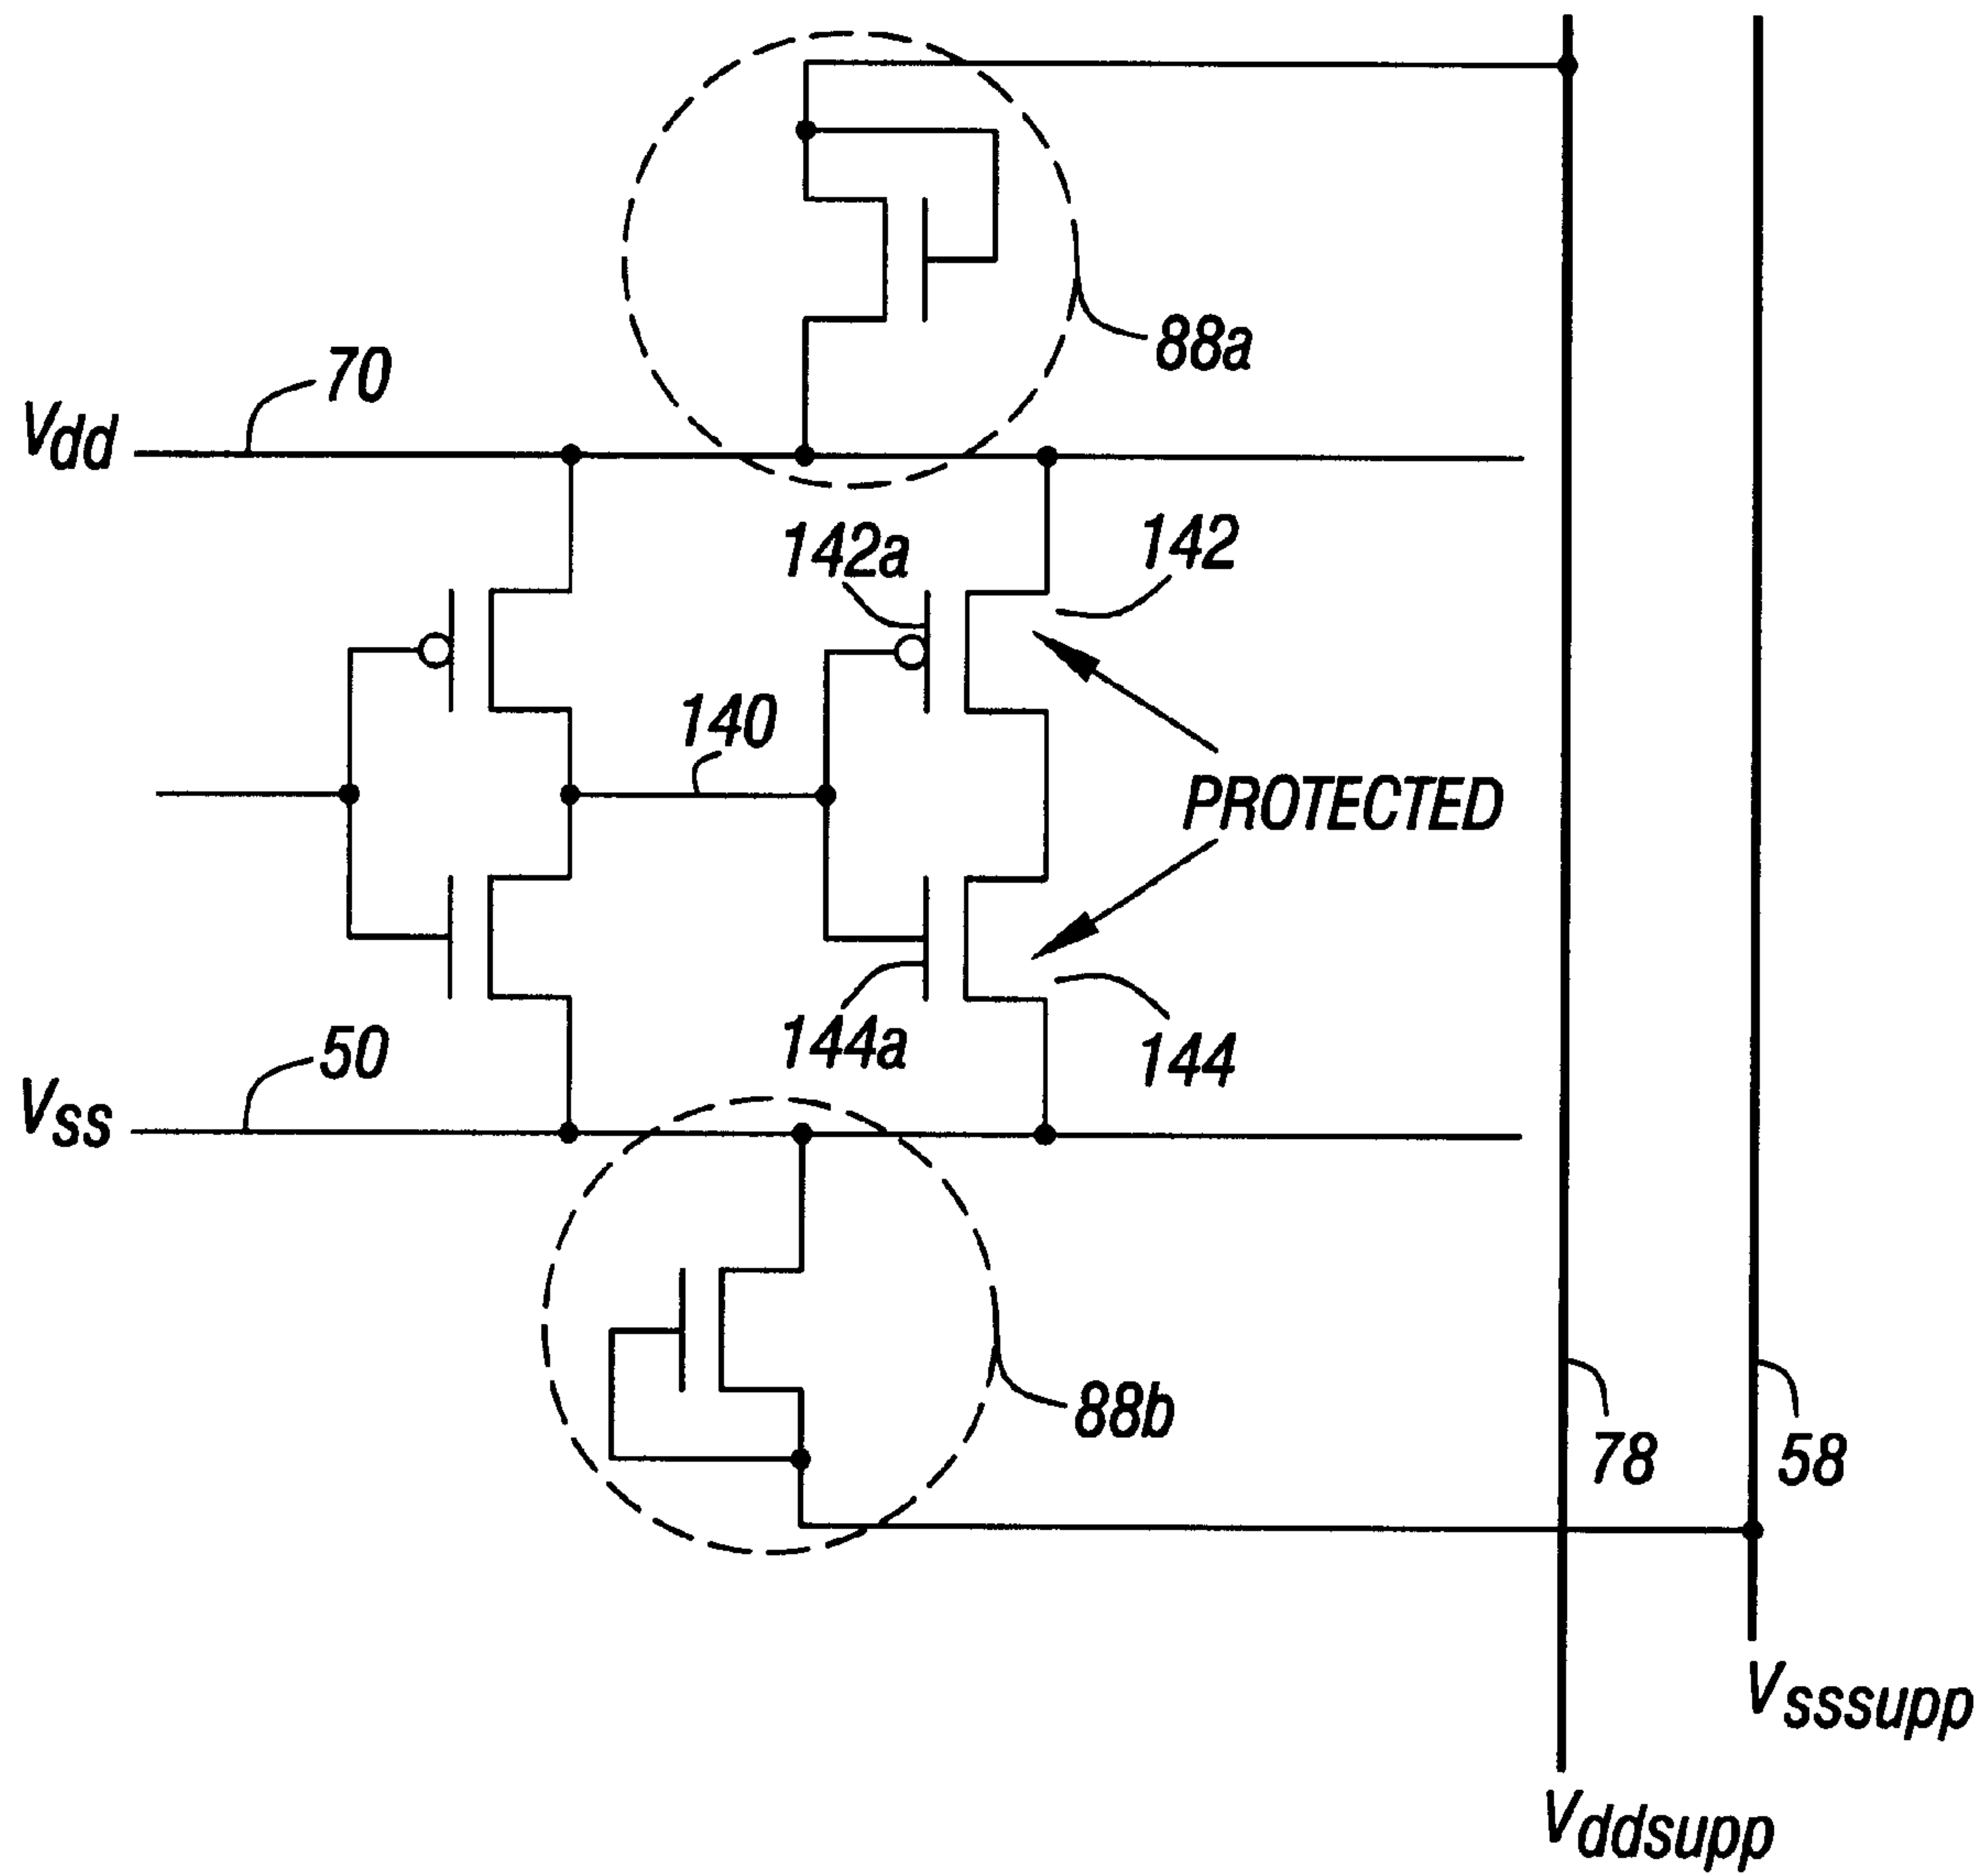 88a
70
Vdd
142a
142
140
PROTECTED
144a
144
50
Vss
88b
78
58
Vsssupp
Vddsupp